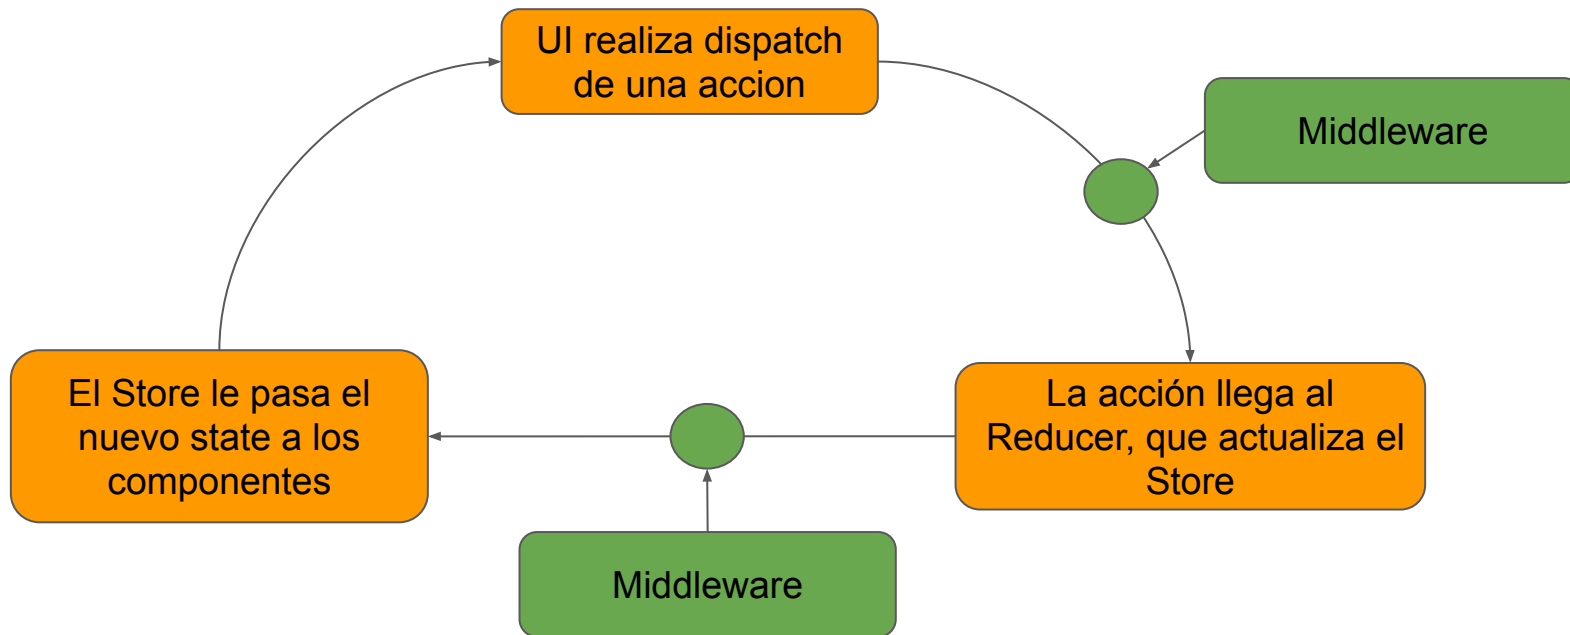 UI realiza dispatch
de una accion
Middleware
El Store le pasa el
nuevo state a los
componentes
La acción llega al
Reducer, que actualiza el
Store
Middleware